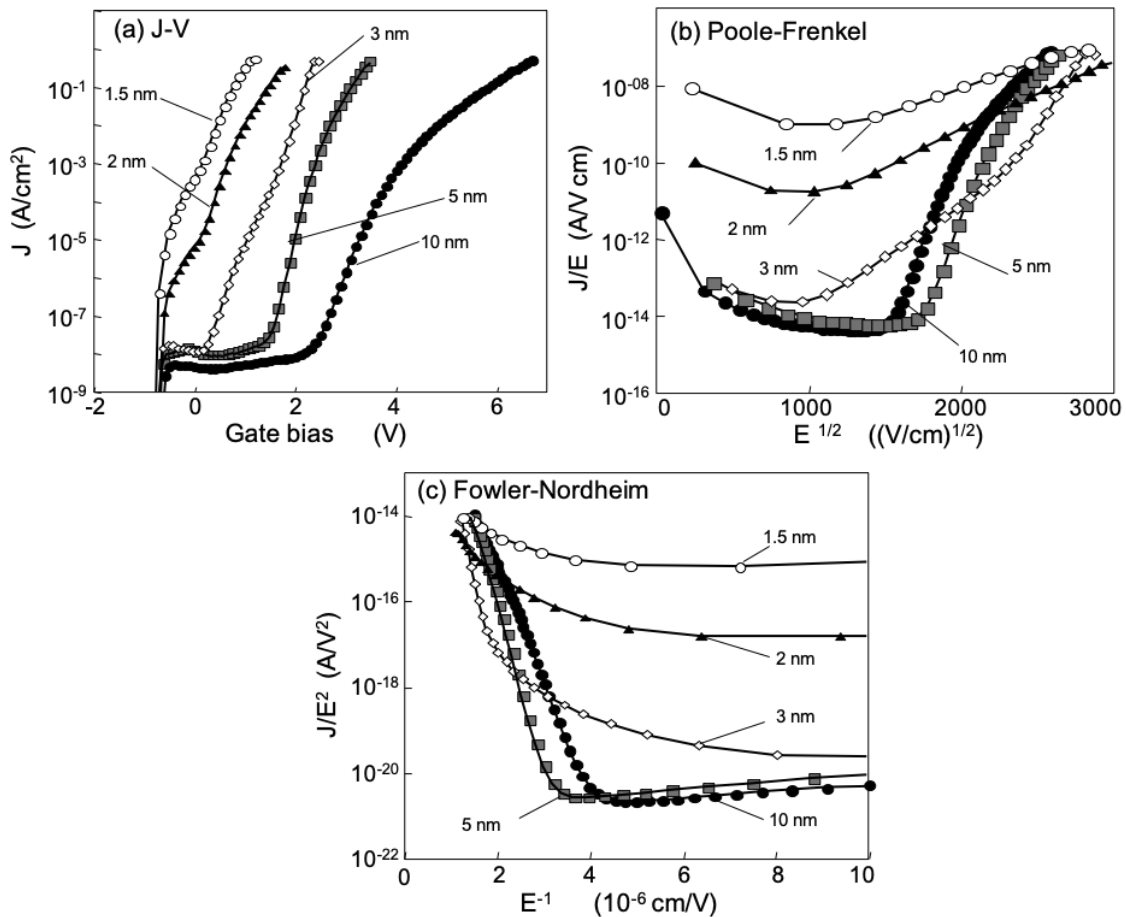 (a) J-V
3 nm
1.5 nm
2 nm
5 nm
10 nm
J (A/cm²)
10⁻¹
10⁻³
10⁻⁵
10⁻⁷
10⁻⁹
-2
0
2
4
6
Gate bias (V)
(b) Poole-Frenkel
1.5 nm
2 nm
3 nm
5 nm
10 nm
J/E (A/V cm)
10⁻⁰⁸
10⁻¹⁰
10⁻¹²
10⁻¹⁴
10⁻¹⁶
0
1000
2000
3000
E ¹/² ((V/cm)¹/²)
(c) Fowler-Nordheim
1.5 nm
2 nm
3 nm
5 nm
10 nm
J/E² (A/V²)
10⁻¹⁴
10⁻¹⁶
10⁻¹⁸
10⁻²⁰
10⁻²²
0
2
4
6
8
10
E⁻¹ (10⁻⁶ cm/V)